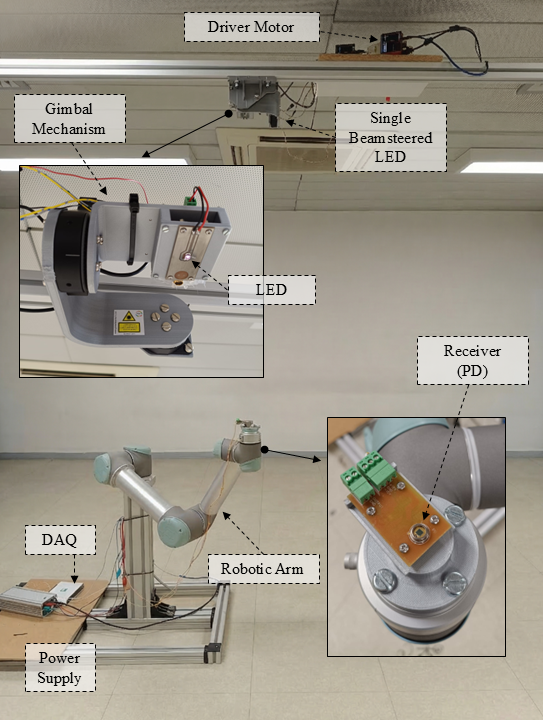 Driver Motor
Gimbal
Mechanism
Single
Beamsteered
LED
LED
Receiver
(PD)
DAQ
Robotic Arm
Power
Supply